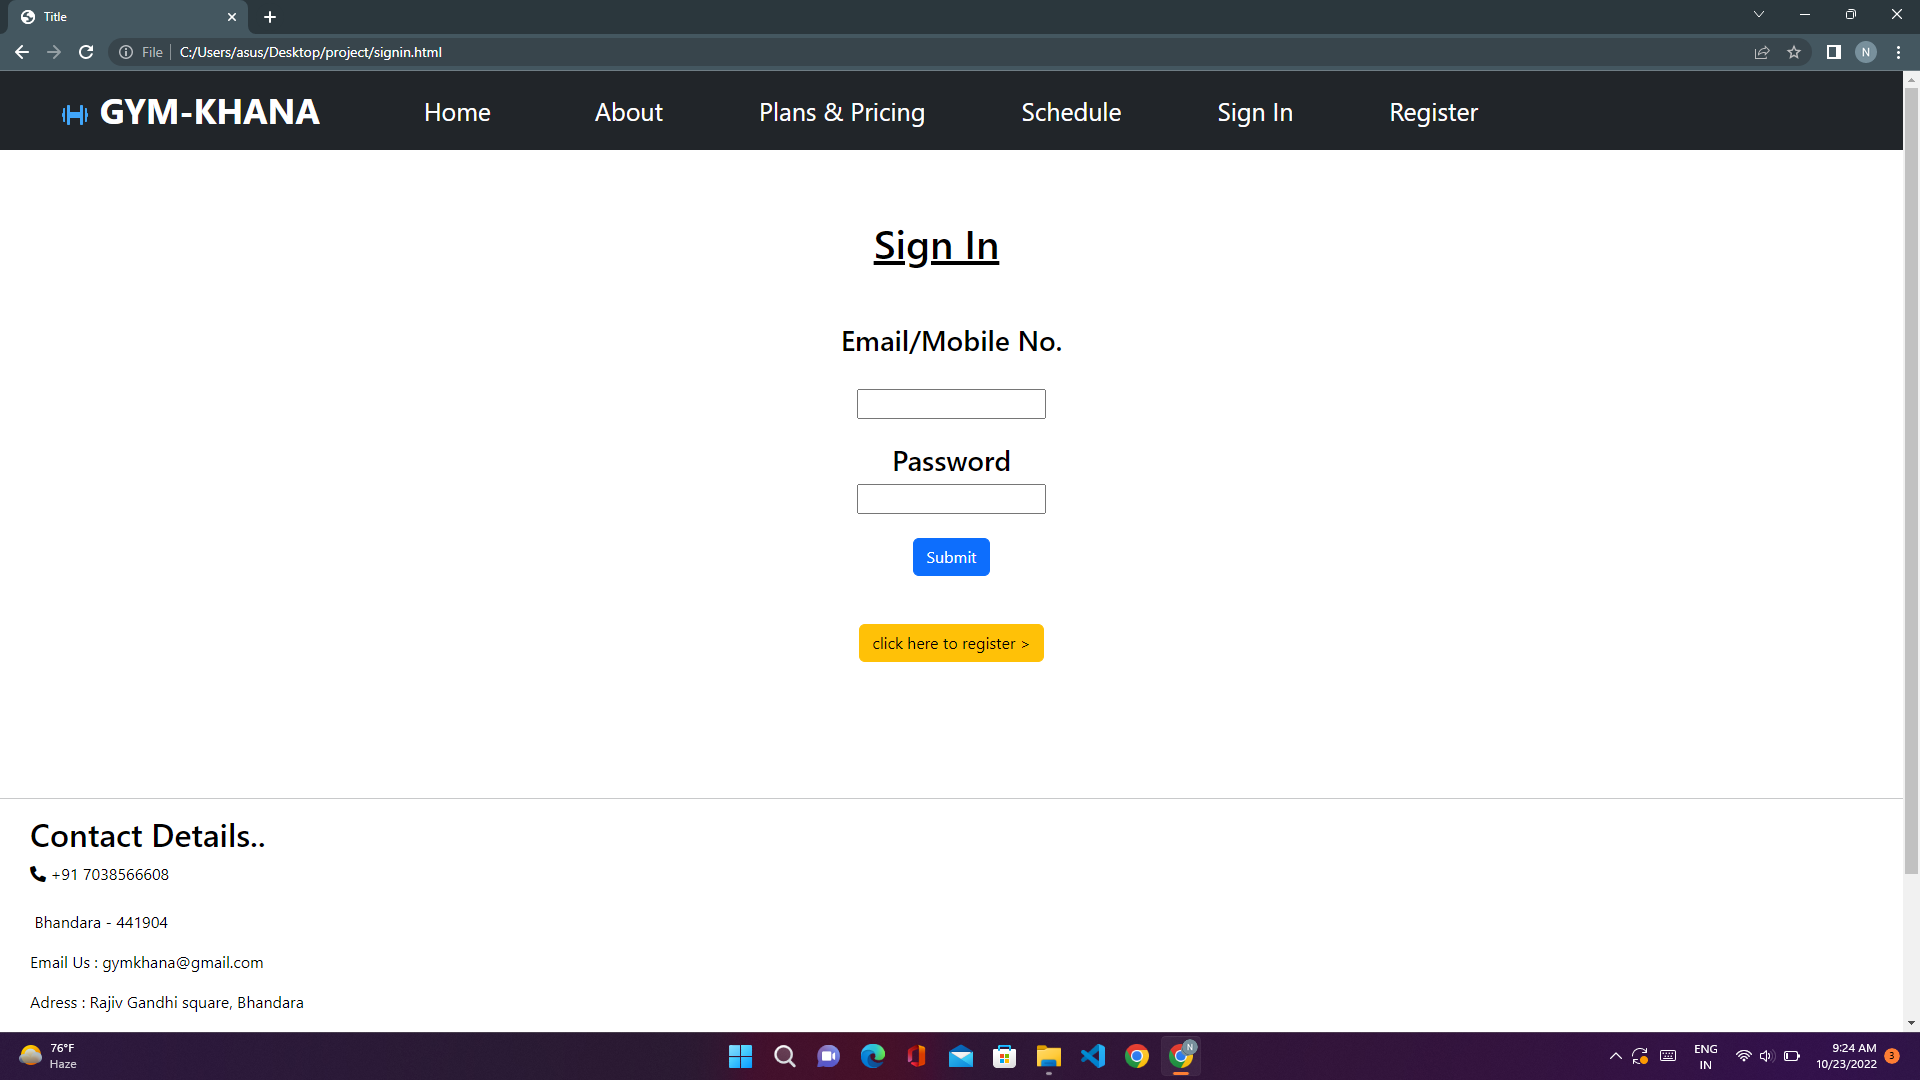 Title
File
C:/Users/asus/Desktop/project/signin.html
N
GYM-KHANA
Home
About
Plans & Pricing
Schedule
Sign In
Register
Sign In
Email/Mobile No.
Password
Submit
click here to register >
Contact Details..
+91 7038566608
Bhandara - 441904
Email Us : gymkhana@gmail.com
Adress : Rajiv Gandhi square, Bhandara
76°F
Haze
N
ENG
IN
9:24 AM
10/23/2022
3